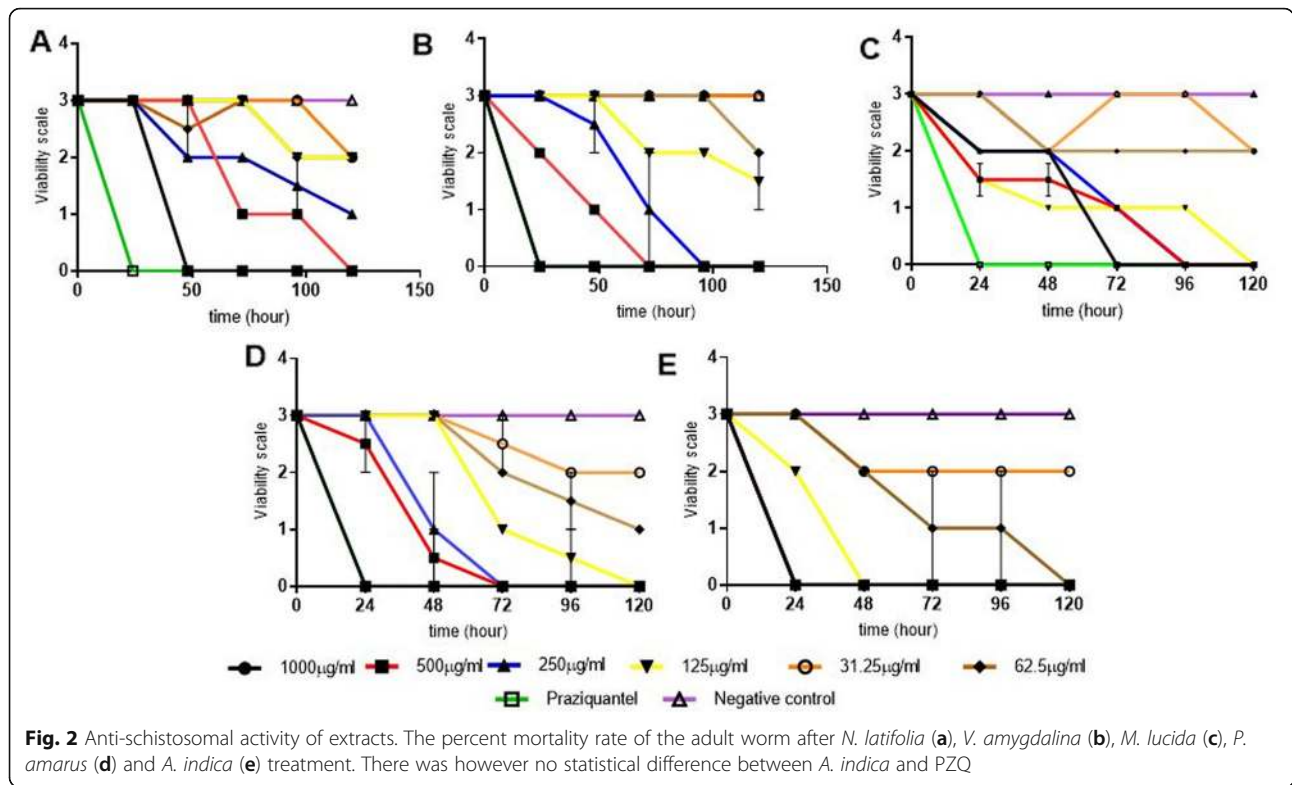 A
4
3
2
1
0
Viability scale
0
50
100
150
time (hour)
B
4
3
2
1
0
Viability scale
0
50
100
150
time (hour)
C
4
3
2
1
0
Viability scale
0
24
48
72
96
120
time (hour)
D
4
3
2
1
0
Viability scale
0
24
48
72
96
120
time (hour)
E
4
3
2
1
0
Viability scale
0
24
48
72
96
120
time (hour)
1000µg/ml 500µg/ml 250µg/ml 125µg/ml 31.25µg/ml 62.5µg/ml
Praziquantel Negative control
Fig. 2 Anti-schistosomal activity of extracts. The percent mortality rate of the adult worm after N. latifolia (a), V. amygdalina (b), M. lucida (c), P.
amarus (d) and A. indica (e) treatment. There was however no statistical difference between A. indica and PZQ